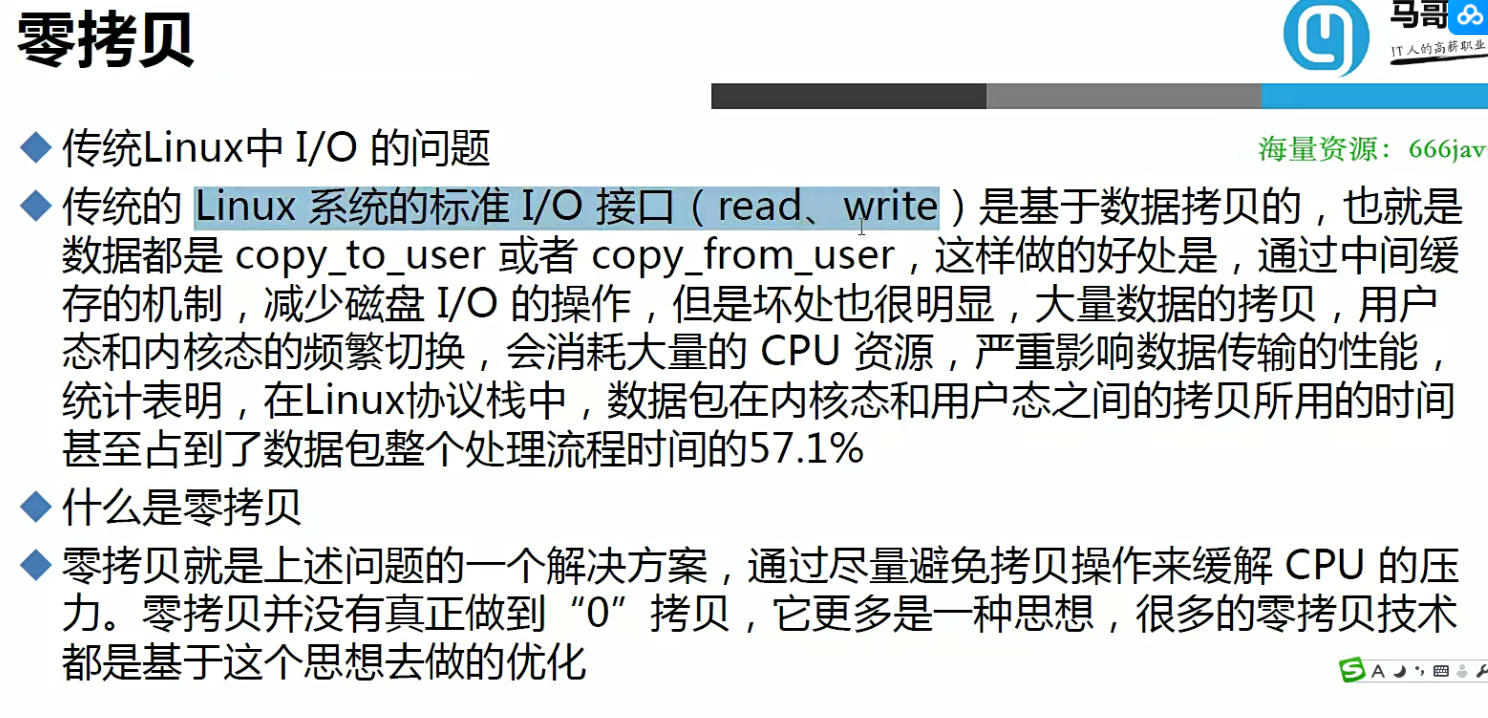 零拷贝
马哥
IT人的高薪职业
传统Linux中 I/O 的问题
海量资源：666jav
传统的 Linux 系统的标准 I/O 接口（read、write）是基于数据拷贝的，也就是
数据都是 copy_to_user 或者 copy_from_user，这样做的好处是，通过中间缓
存的机制，减少磁盘 I/O 的操作，但是坏处也很明显，大量数据的拷贝，用户
态和内核态的频繁切换，会消耗大量的 CPU 资源，严重影响数据传输的性能，
统计表明，在Linux协议栈中，数据包在内核态和用户态之间的拷贝所用的时间
甚至占到了数据包整个处理流程时间的57.1%
什么是零拷贝
零拷贝就是上述问题的一个解决方案，通过尽量避免拷贝操作来缓解 CPU 的压
力。零拷贝并没有真正做到“0”拷贝，它更多是一种思想，很多的零拷贝技术
都是基于这个思想去做的优化
S A